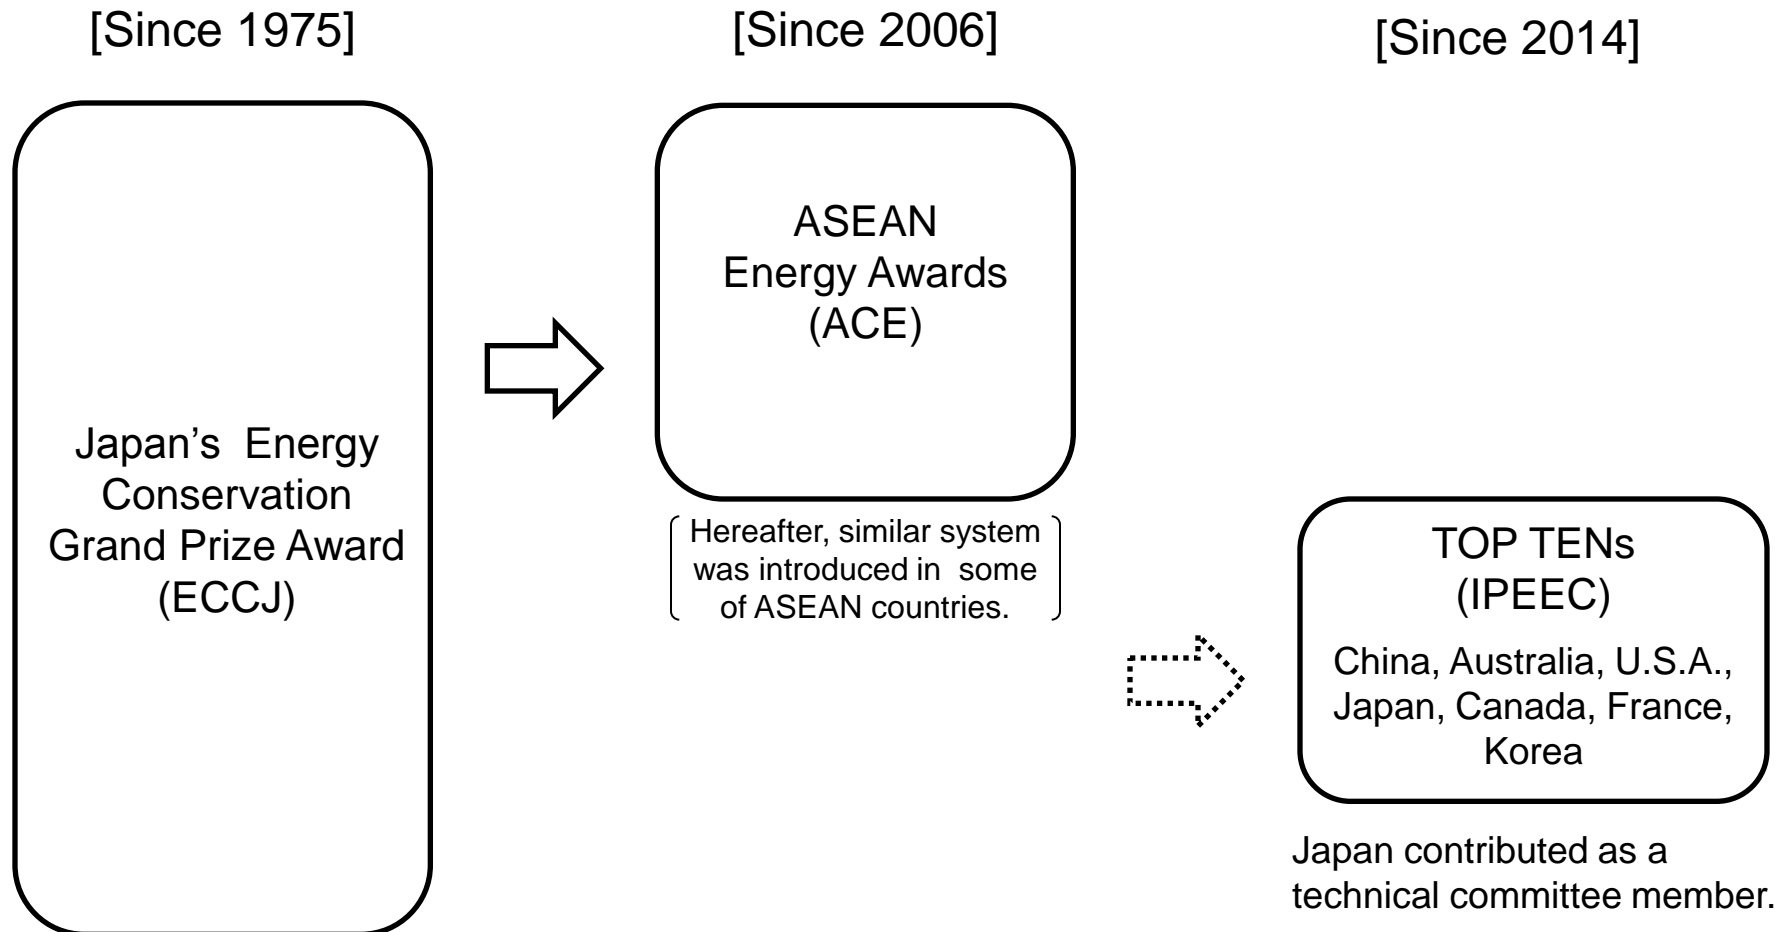 [Since 1975]
Japan’s  Energy
Conservation
Grand Prize Award
(ECCJ)
[Since 2006]
ASEAN
Energy Awards
(ACE)
Hereafter, similar system
was introduced in  some
of ASEAN countries.
[Since 2014]
TOP TENs
(IPEEC)
China, Australia, U.S.A.,
Japan, Canada, France,
Korea
Japan contributed as a
technical committee member.